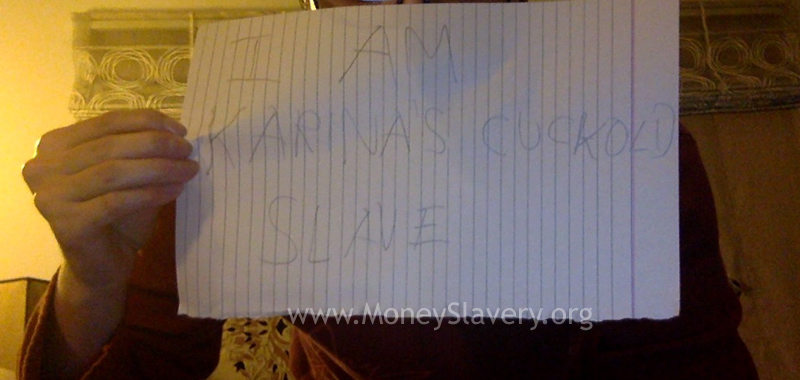 I AM
KARINA'S CUCKOLD
SLAVE
www.MoneySlavery.org